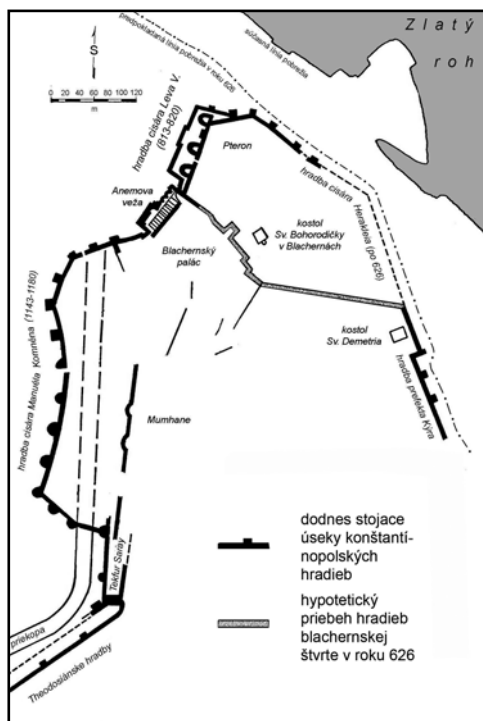 Zlatý
roh
predpokladaná línia pobrežia v roku 626
súčasná línia pobrežia
S
0 20 40 60 80 100 120
m
hradba cisára Leva V.
(813-820)
Pteron
hradba cisára
Herakleia (po 626)
Anemova
veža
kostol
Sv. Bohorodičky
v Blachernách
Blachernský
palác
kostol
Sv. Demetria
hradba prefekta Kýra
hradba cisára Manuéla Komnéna (1143-1180)
Mumhane
Tekfur Saray
priekopa
Theodosiánske hradby
dodnes stojace
úseky konštantí-
nopolských
hradieb
hypotetický
priebeh hradieb
blachernskej
štvrte v roku 626